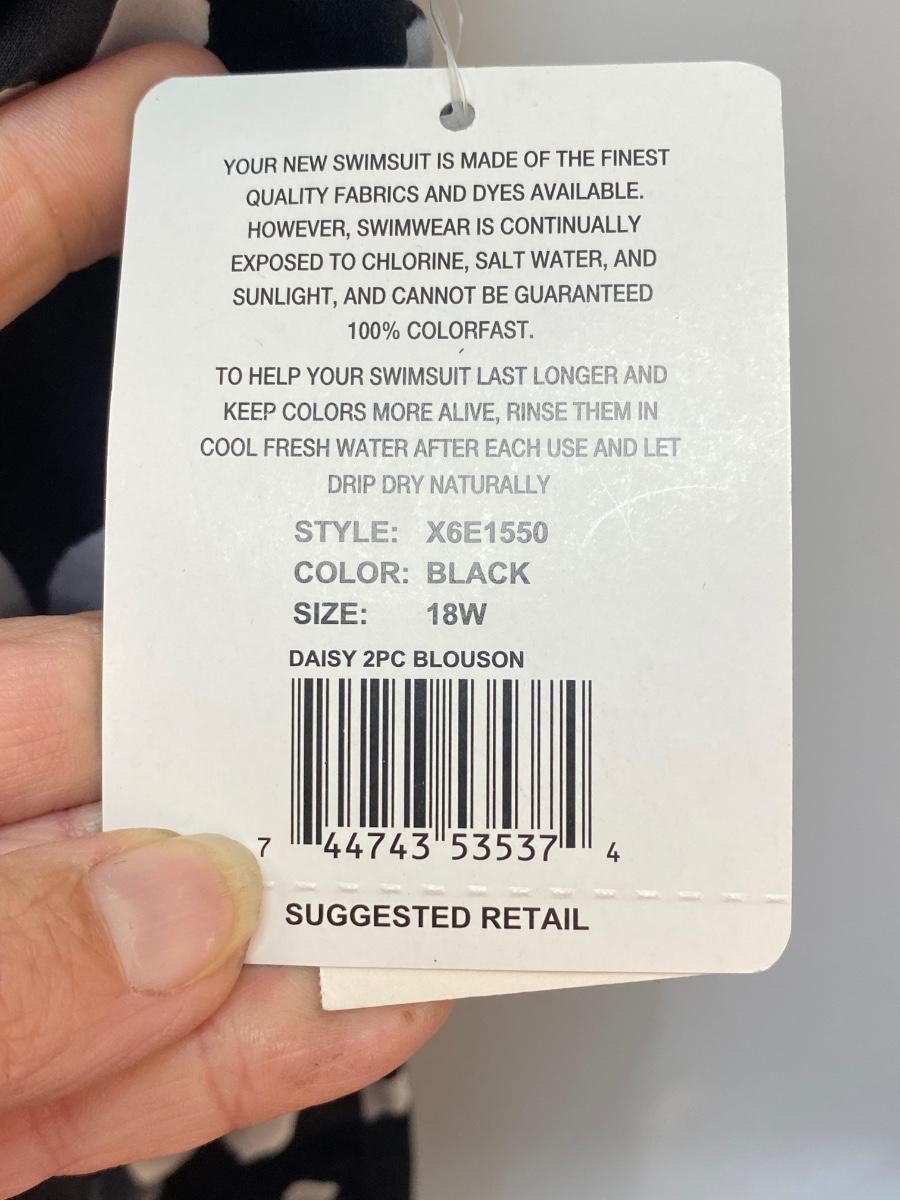 YOUR NEW SWIMSUIT IS MADE OF THE FINEST
QUALITY FABRICS AND DYES AVAILABLE.
HOWEVER, SWIMWEAR IS CONTINUALLY
EXPOSED TO CHLORINE, SALT WATER, AND
SUNLIGHT, AND CANNOT BE GUARANTEED
100% COLORFAST.
TO HELP YOUR SWIMSUIT LAST LONGER AND
KEEP COLORS MORE ALIVE, RINSE THEM IN
COOL FRESH WATER AFTER EACH USE AND LET
DRIP DRY NATURALLY
STYLE: X6E1550
COLOR: BLACK
SIZE: 18W
DAISY 2PC BLOUSON
7 44743 53537 4
SUGGESTED RETAIL